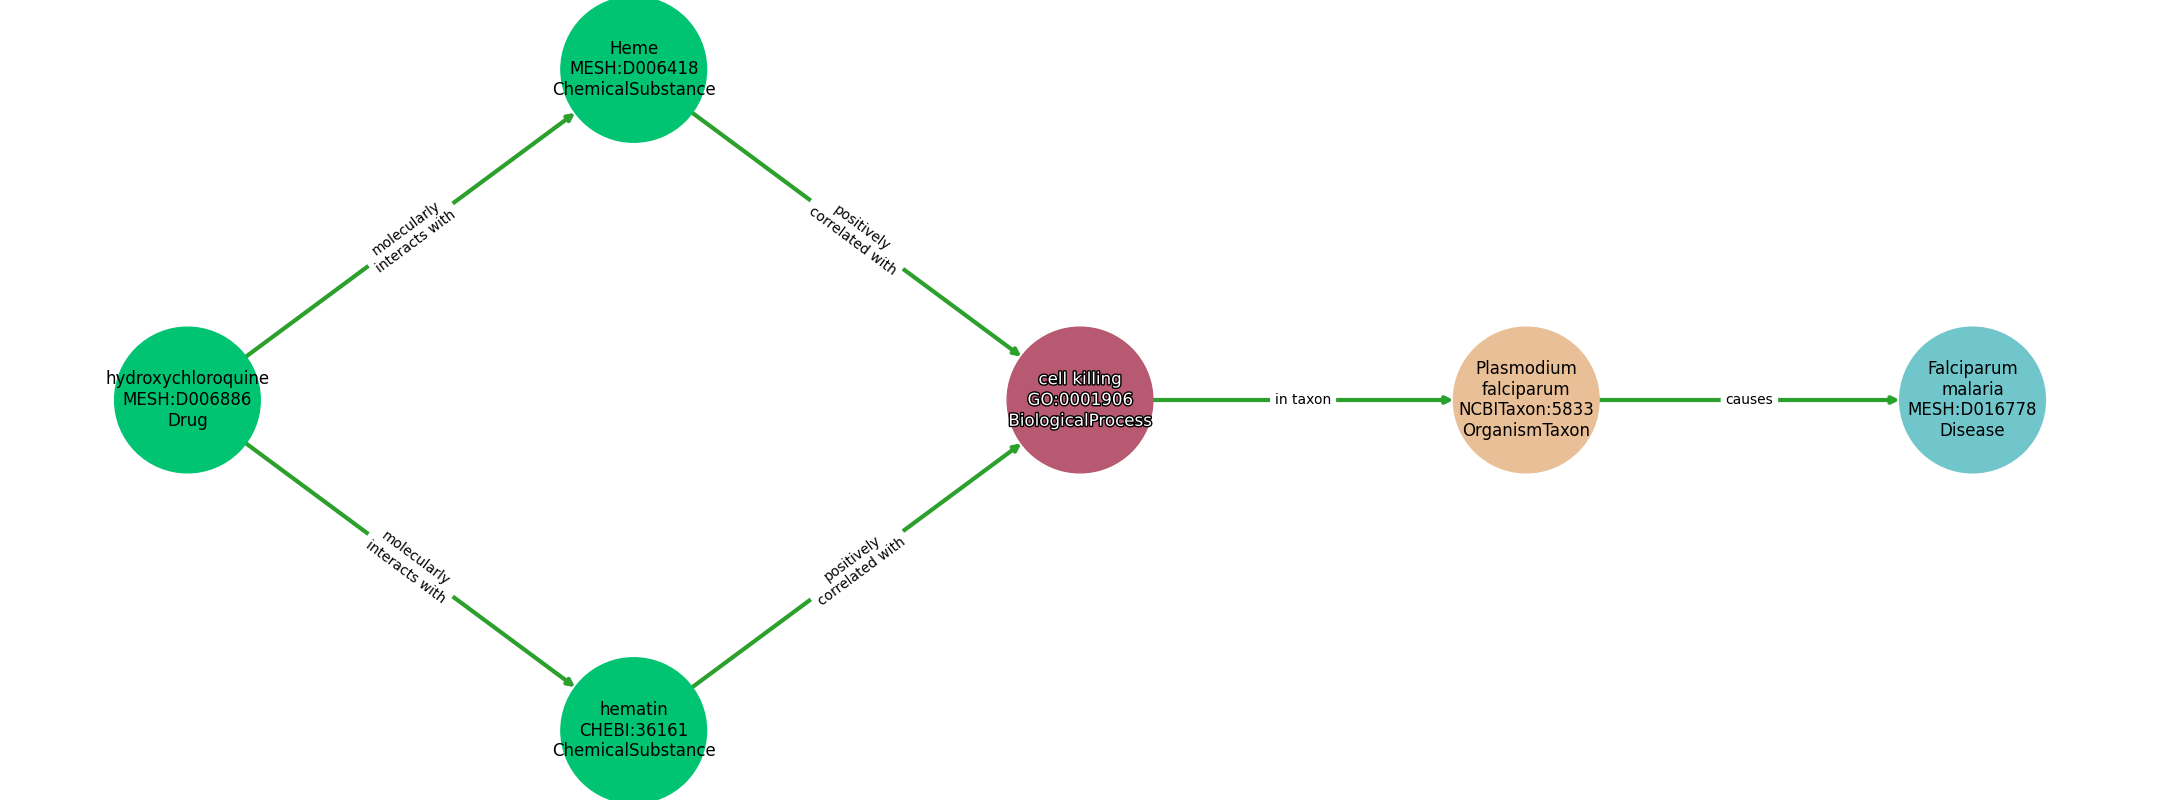 Heme
MESH:D006418
ChemicalSubstance
molecularly
interacts with
positively
correlated with
hydroxychloroquine
MESH:D006886
Drug
cell killing
GO:0001906
BiologicalProcess
in taxon
Plasmodium
falciparum
NCBITaxon:5833
OrganismTaxon
causes
Falciparum
malaria
MESH:D016778
Disease
molecularly
interacts with
positively
correlated with
hematin
CHEBI:36161
ChemicalSubstance